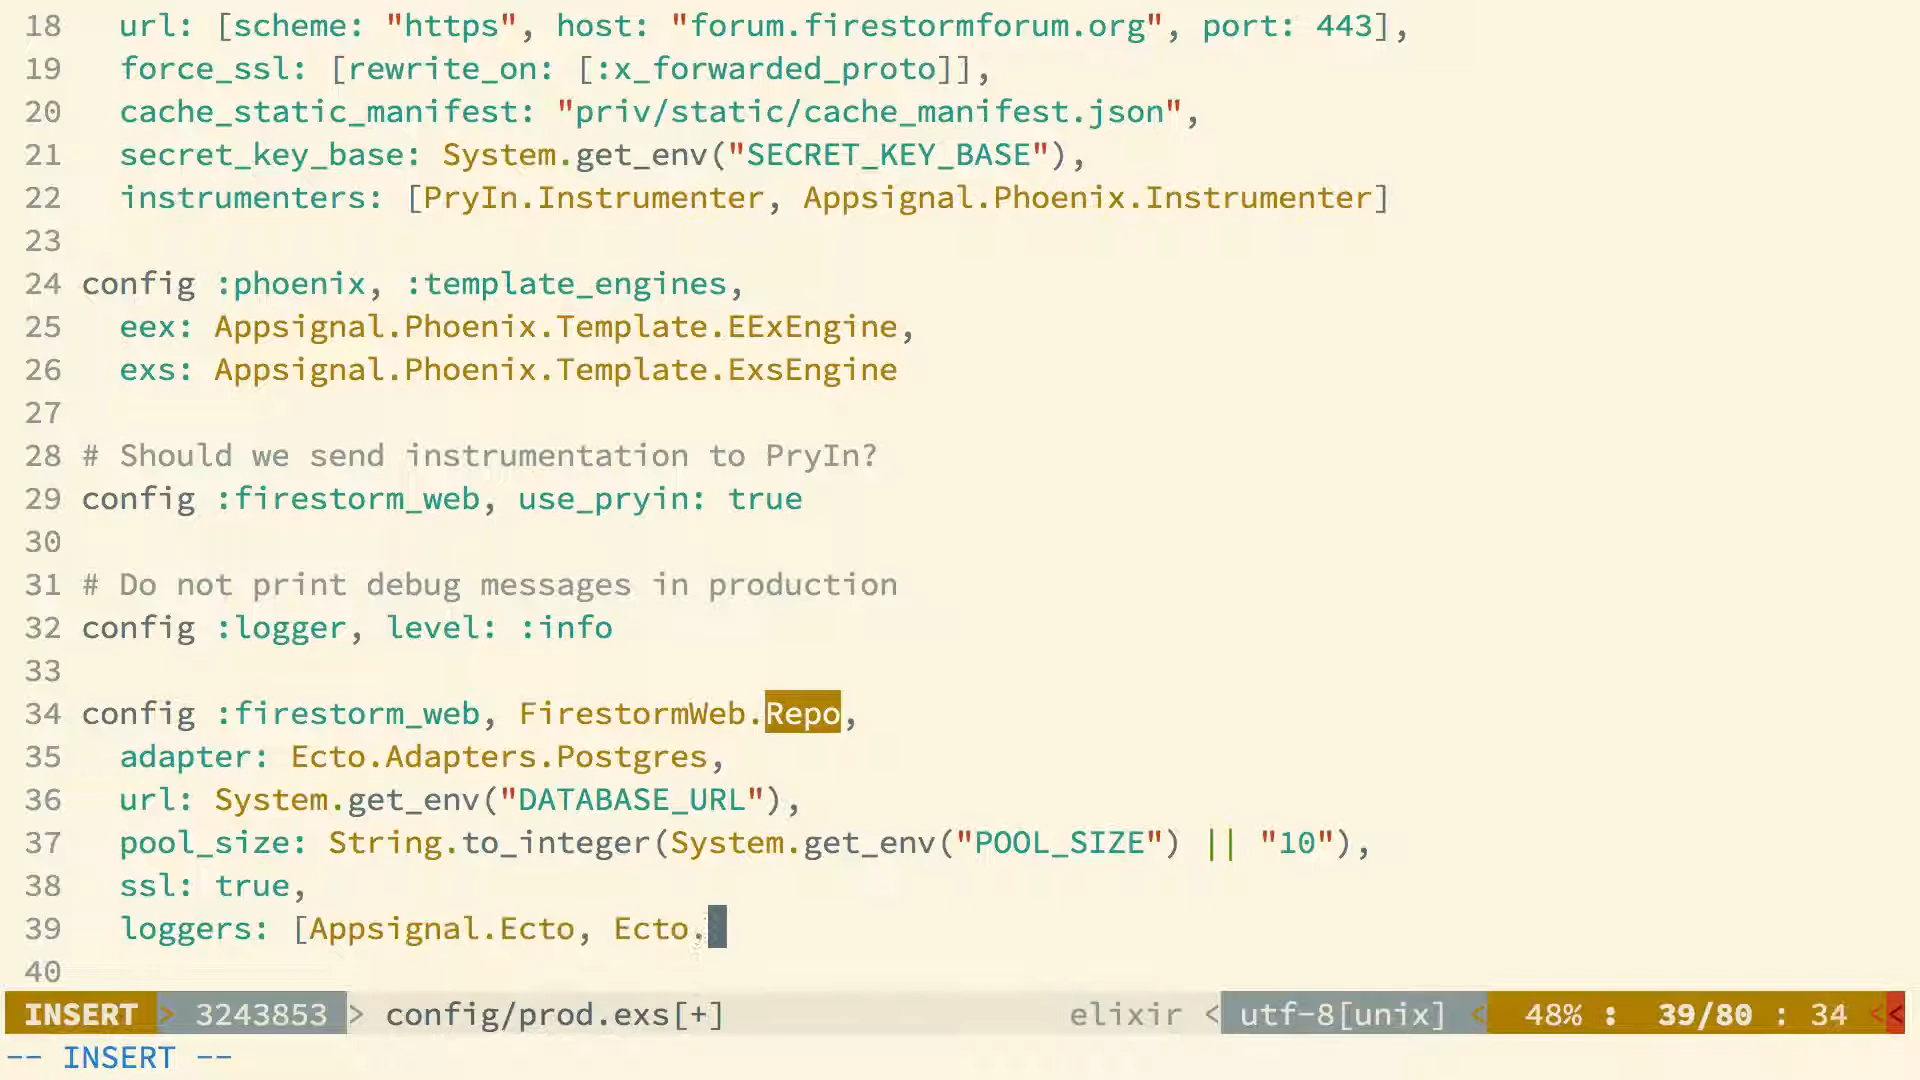 18   url: [scheme: "https", host: "forum.firestormforum.org", port: 443],
19   force_ssl: [rewrite_on: [:x_forwarded_proto]],
20   cache_static_manifest: "priv/static/cache_manifest.json",
21   secret_key_base: System.get_env("SECRET_KEY_BASE"),
22   instrumenters: [PryIn.Instrumenter, Appsignal.Phoenix.Instrumenter]
23
24 config :phoenix, :template_engines,
25   eex: Appsignal.Phoenix.Template.EExEngine,
26   exs: Appsignal.Phoenix.Template.ExsEngine
27
28 # Should we send instrumentation to PryIn?
29 config :firestorm_web, use_pryin: true
30
31 # Do not print debug messages in production
32 config :logger, level: :info
33
34 config :firestorm_web, FirestormWeb.Repo,
35   adapter: Ecto.Adapters.Postgres,
36   url: System.get_env("DATABASE_URL"),
37   pool_size: String.to_integer(System.get_env("POOL_SIZE") || "10"),
38   ssl: true,
39   loggers: [Appsignal.Ecto, Ecto.
40
INSERT > 3243853 > config/prod.exs[+] elixir < utf-8[unix] < 48% : 39/80 : 34 <<
-- INSERT --